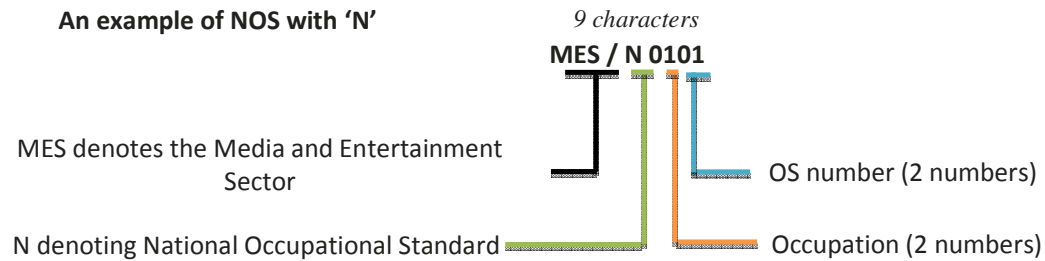 An example of NOS with ‘N’
9 characters
MES / N 0101
MES denotes the Media and Entertainment
Sector
OS number (2 numbers)
N denoting National Occupational Standard
Occupation (2 numbers)